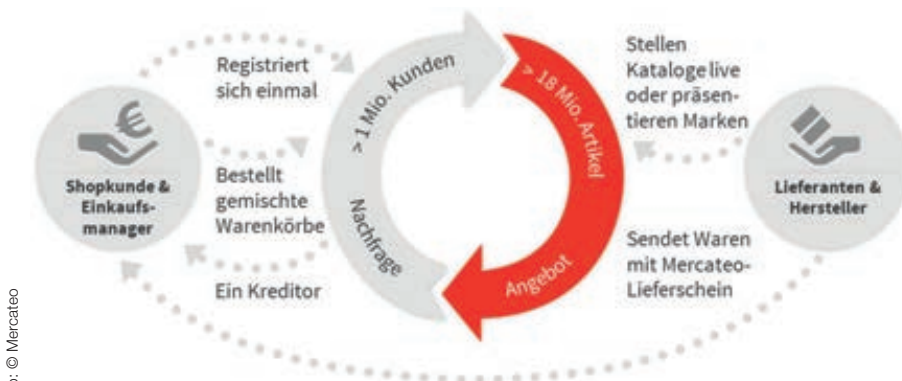 Registriert
sich einmal
Bestellt
gemischte
Warenkörbe
Ein Kreditor
Shopkunde &
Einkaufs-
manager
> 1 Mio. Kunden
Nachfrage
> 18 Mio. Artikel
Angebot
Stellen
Kataloge live
oder präsen-
tieren Marken
Lieferanten &
Hersteller
Sendet Waren
mit Mercateo-
Lieferschein
: © Mercateo